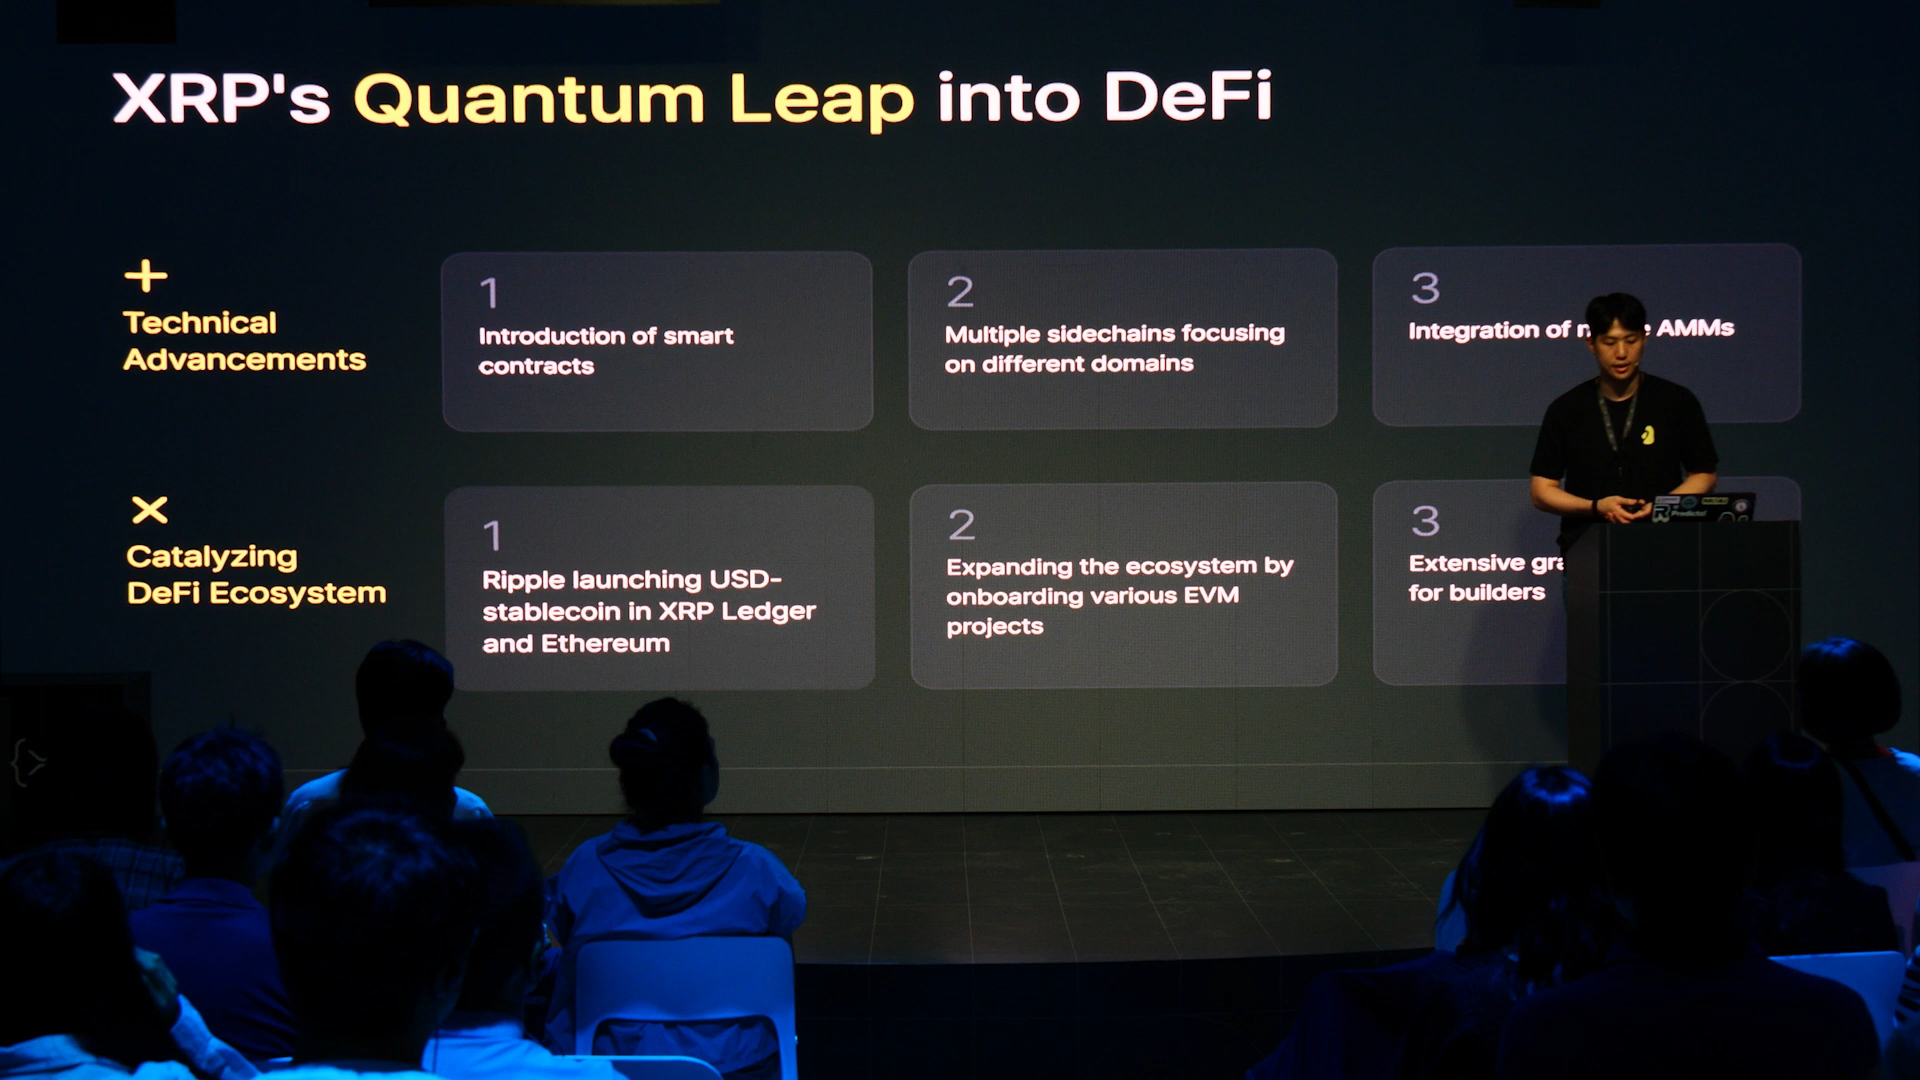 XRP's Quantum Leap into DeFi
+
Technical
Advancements
1
Introduction of smart
contracts
2
Multiple sidechains focusing
on different domains
3
Integration of AMMs
×
Catalyzing
DeFi Ecosystem
1
Ripple launching USD-
stablecoin in XRP Ledger
and Ethereum
2
Expanding the ecosystem by
onboarding various EVM
projects
3
Extensive
for builders
Predicto!